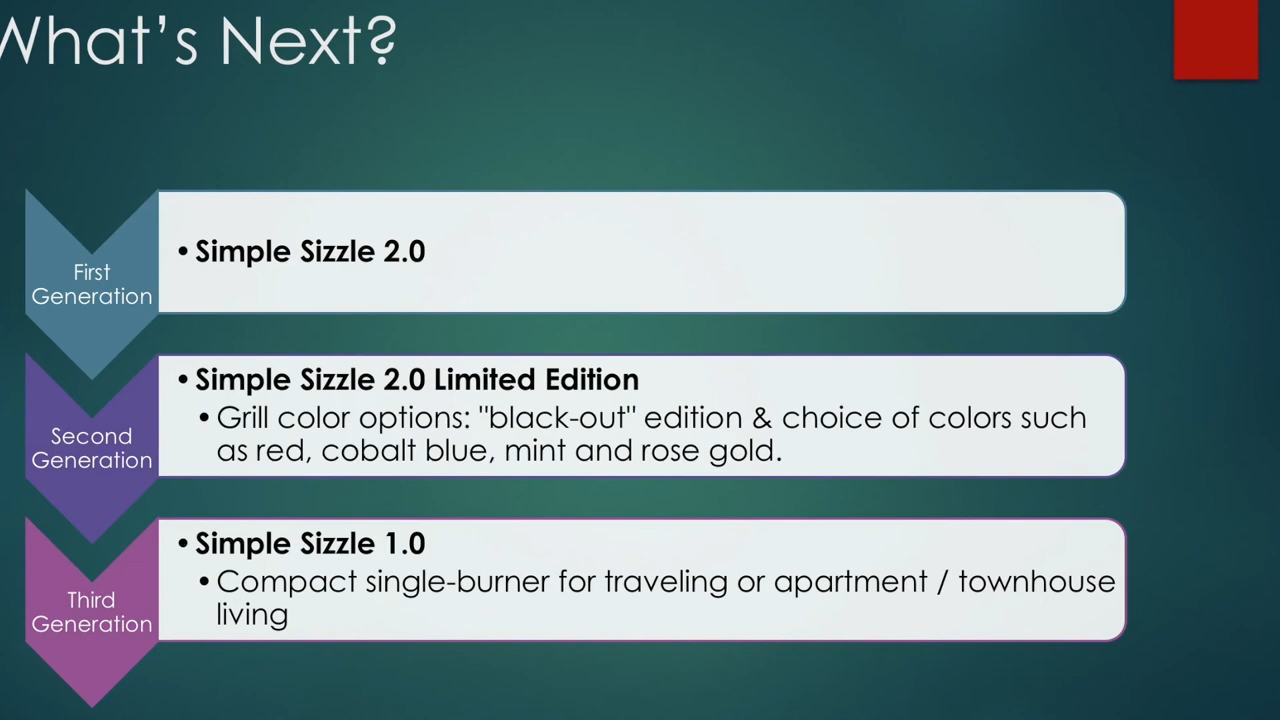 What's Next?
First
Generation
• Simple Sizzle 2.0
Second
Generation
• Simple Sizzle 2.0 Limited Edition
• Grill color options: "black-out" edition & choice of colors such
as red, cobalt blue, mint and rose gold.
Third
Generation
• Simple Sizzle 1.0
• Compact single-burner for traveling or apartment / townhouse
living